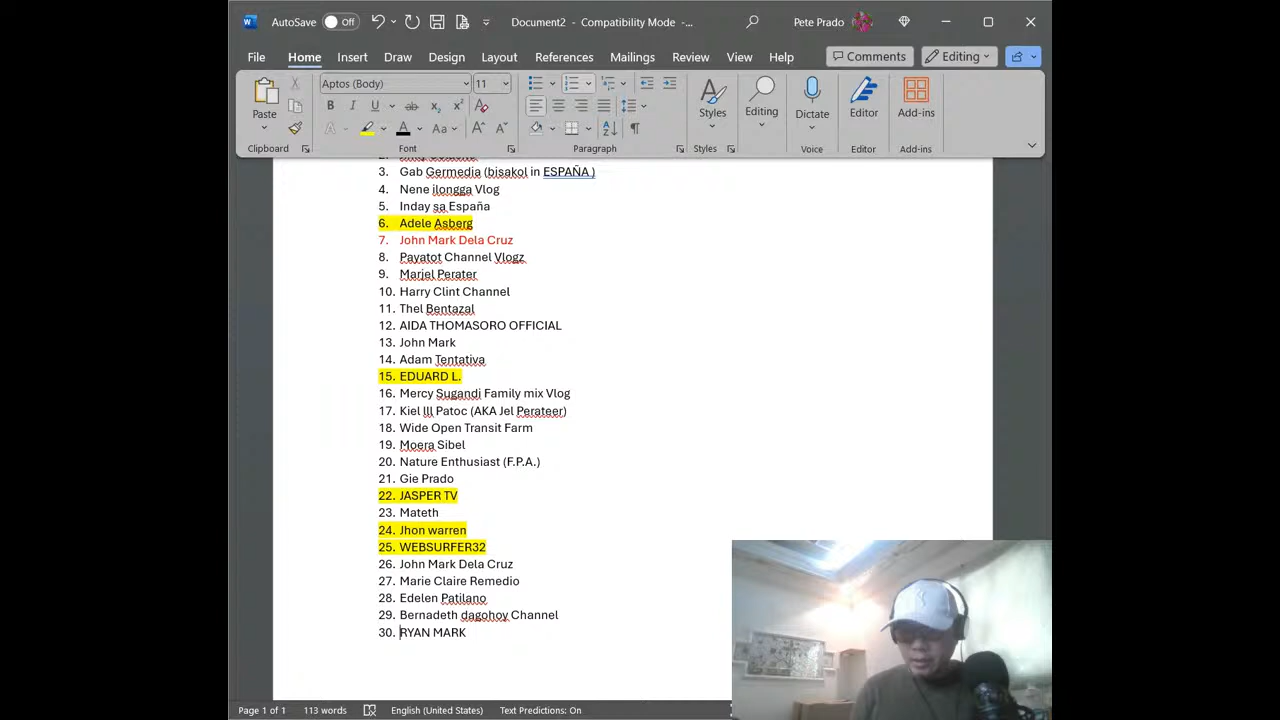 AutoSave Off Document2 - Compatibility Mode -... Pete Prado
File Home Insert Draw Design Layout References Mailings Review View Help Comments Editing
Aptos (Body) 11
Paste Styles Editing Dictate Editor Add-ins
Clipboard Font Paragraph Styles Voice Editor Add-ins
3. Gab Germedia (bisakol in ESPAÑA )
4. Nene ilongga Vlog
5. Inday sa España
6. Adele Asberg
7. John Mark Dela Cruz
8. Payatot Channel Vlogz
9. Marjel Perater
10. Harry Clint Channel
11. Thel Bentazal
12. AIDA THOMASORO OFFICIAL
13. John Mark
14. Adam Tentativa
15. EDUARD L.
16. Mercy Sugandi Family mix Vlog
17. Kiel lll Patoc (AKA Jel Perateer)
18. Wide Open Transit Farm
19. Moera Sibel
20. Nature Enthusiast (F.P.A.)
21. Gie Prado
22. JASPER TV
23. Mateth
24. Jhon warren
25. WEBSURFER32
26. John Mark Dela Cruz
27. Marie Claire Remedio
28. Edelen Patilano
29. Bernadeth dagohoy Channel
30. RYAN MARK
Page 1 of 1 113 words English (United States) Text Predictions: On